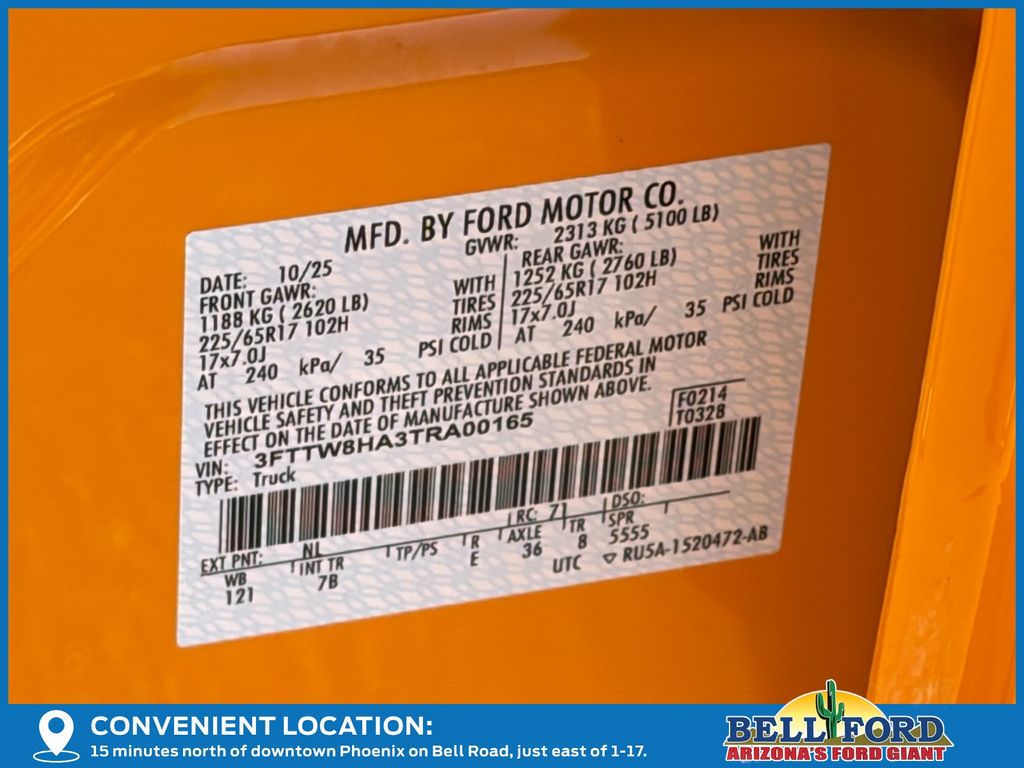 MFD. BY FORD MOTOR CO.
DATE: 10/25 GVWR: 2313 KG ( 5100 LB)
FRONT GAWR: WITH REAR GAWR: WITH
1188 KG ( 2620 LB) TIRES 1252 KG ( 2760 LB) TIRES
225/65R17 102H RIMS 225/65R17 102H RIMS
17x7.0J 17x7.0J
AT 240 kPa/ 35 PSI COLD AT 240 kPa/ 35 PSI COLD
THIS VEHICLE CONFORMS TO ALL APPLICABLE FEDERAL MOTOR
VEHICLE SAFETY AND THEFT PREVENTION STANDARDS IN
EFFECT ON THE DATE OF MANUFACTURE SHOWN ABOVE.
VIN: 3FTTW8HA3TRA00165 F0214
TYPE: Truck T0328
EXT PNT: NL RC: 71 DSO:
WB INT TR TP/PS R AXLE TR SPR
121 7B E 36 8 5555
UTC ▽ RU5A-1520472-AB
CONVENIENT LOCATION:
15 minutes north of downtown Phoenix on Bell Road, just east of 1-17.
BELL FORD
ARIZONA'S FORD GIANT